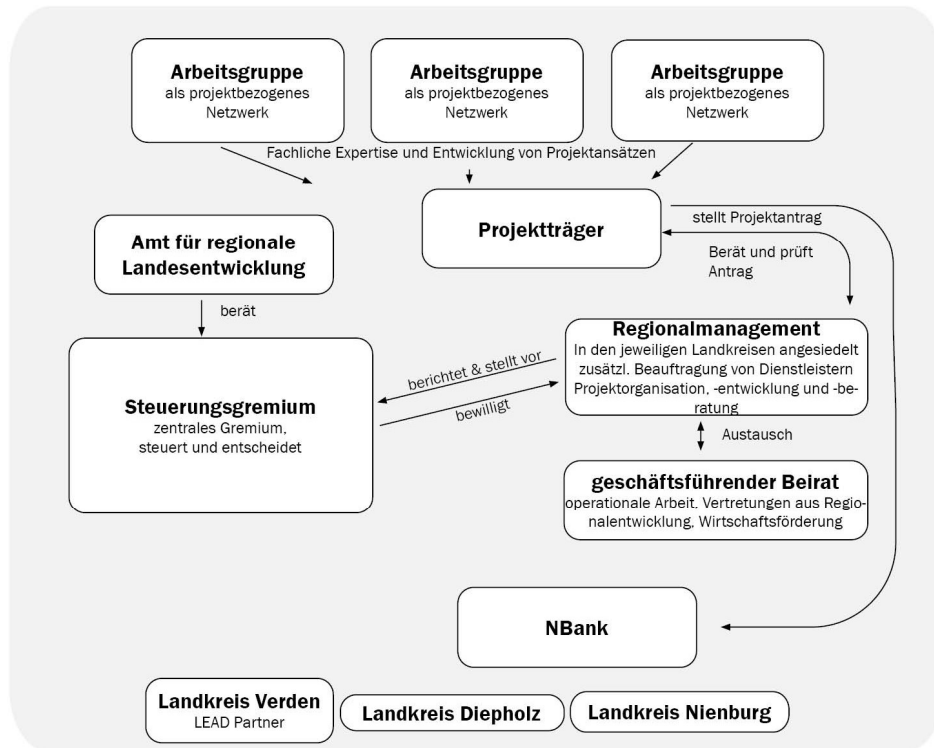 Arbeitsgruppe
als projektbezogenes
Netzwerk
Arbeitsgruppe
als projektbezogenes
Netzwerk
Arbeitsgruppe
als projektbezogenes
Netzwerk
Fachliche Expertise und Entwicklung von Projektansätzen
Projektträger
stellt Projektantrag
Berät und prüft
Antrag
Amt für regionale
Landesentwicklung
berät
Steuerungsgremium
zentrales Gremium,
steuert und entscheidet
berichtet & stellt vor
bewilligt
Regionalmanagement
In den jeweiligen Landkreisen angesiedelt
zusätzl. Beauftragung von Dienstleistern
Projektorganisation, -entwicklung und -be-
ratung
Austausch
geschäftsführender Beirat
operationale Arbeit, Vertretungen aus Regio-
nalentwicklung, Wirtschaftsförderung
NBank
Landkreis Verden
LEAD Partner
Landkreis Diepholz
Landkreis Nienburg